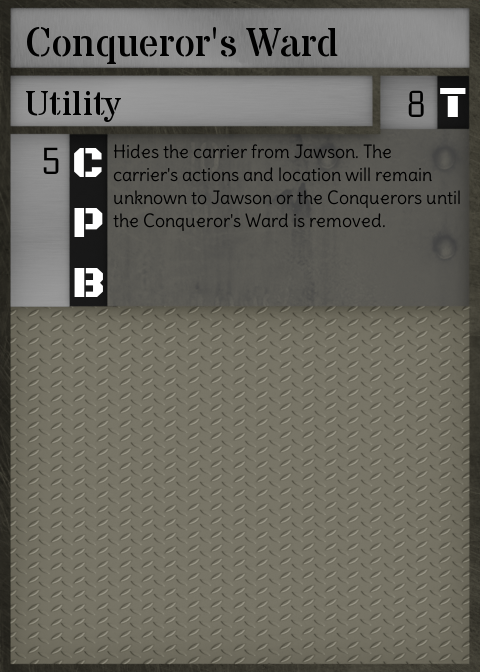 Conqueror's Ward
Utility
8 T
5 C
P
B
Hides the carrier from Jawson. The
carrier's actions and location will remain
unknown to Jawson or the Conquerors until
the Conqueror's Ward is removed.